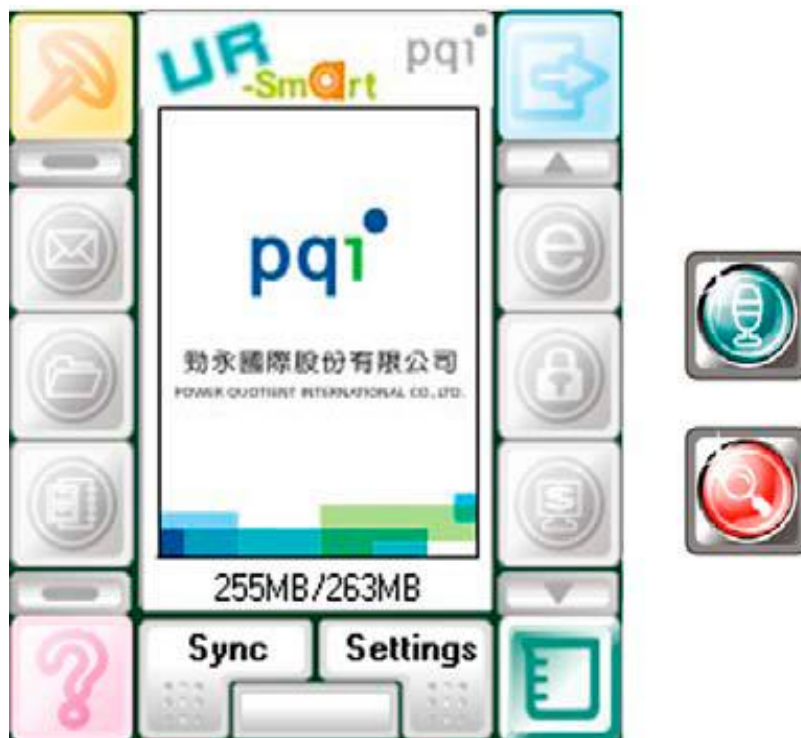 UR
-Smart
pqi
pqi
勁永國際股份有限公司
POWER QUOTIENT INTERNATIONAL CO., LTD.
255MB/263MB
Sync
Settings